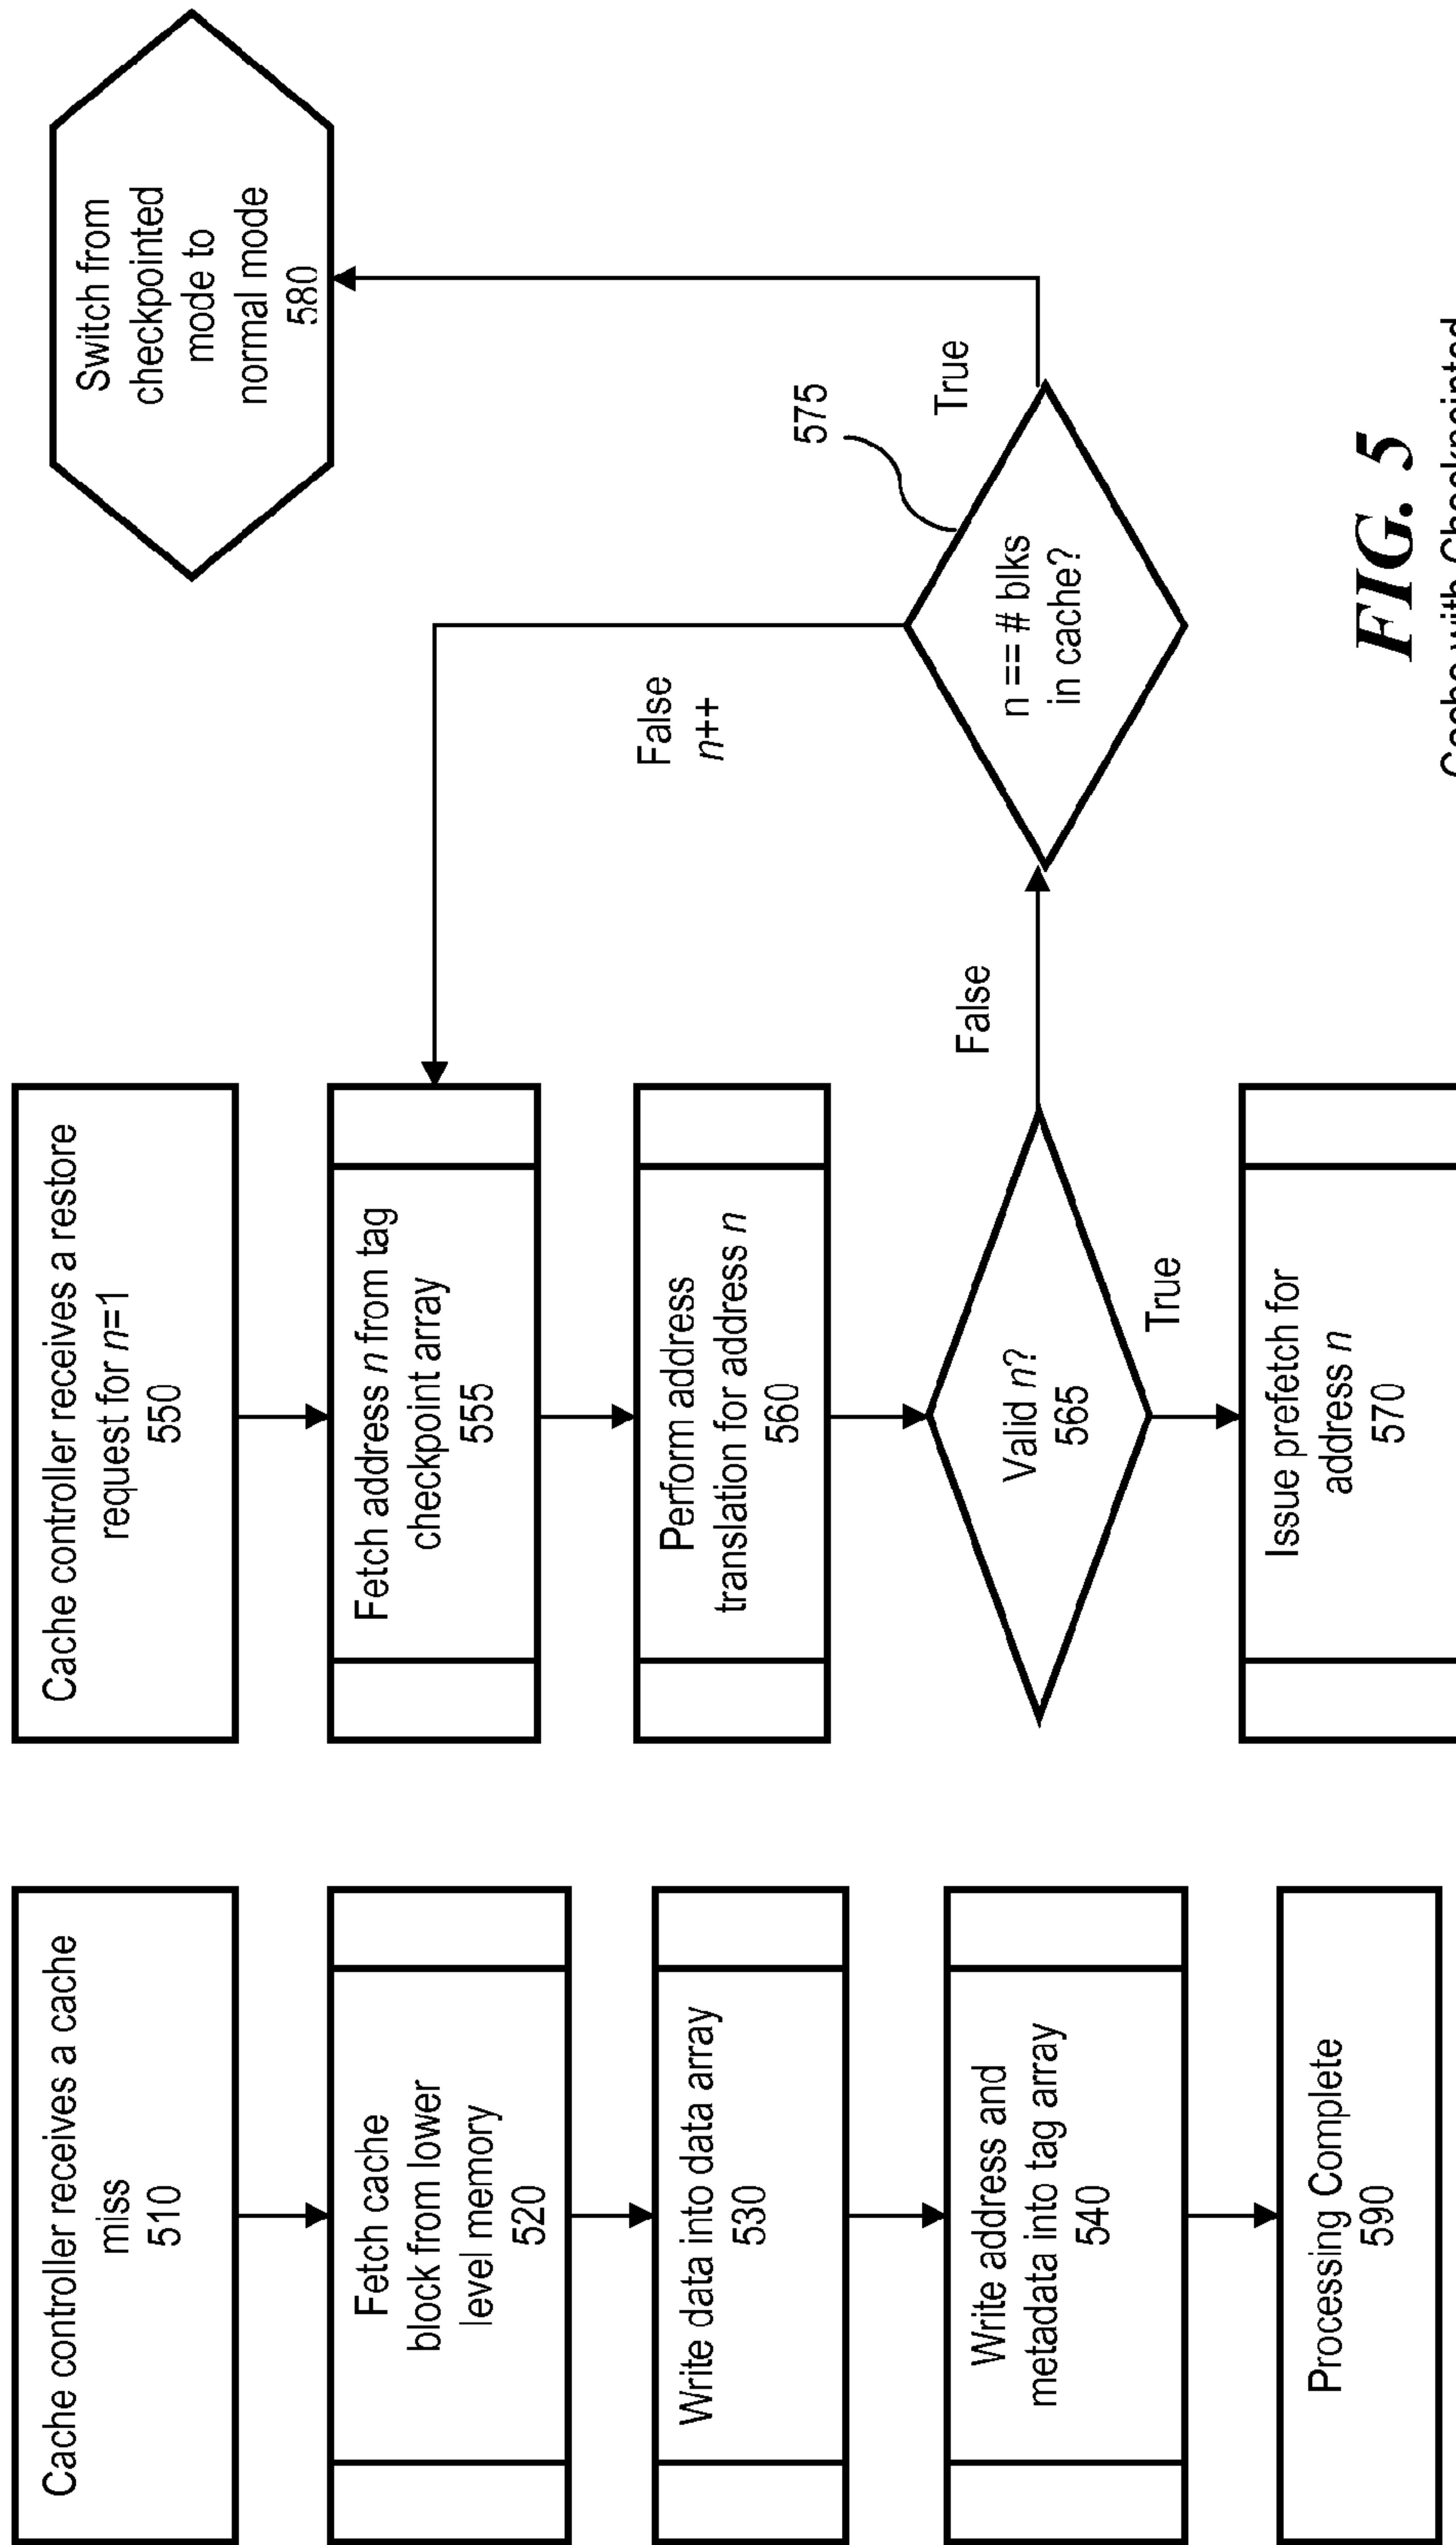 Cache controller receives a cache
miss
510
Fetch cache
block from lower
level memory
520
Write data into data array
530
Write address and
metadata into tag array
540
Processing Complete
590
Cache controller receives a restore
request for n=1
550
Fetch address n from tag
checkpoint array
555
Perform address
translation for address n
560
Valid n?
565
False
True
Issue prefetch for
address n
570
n == # blks
in cache?
575
False
n++
True
Switch from
checkpointed
mode to
normal mode
580
FIG. 5
Cache with Checkpointed